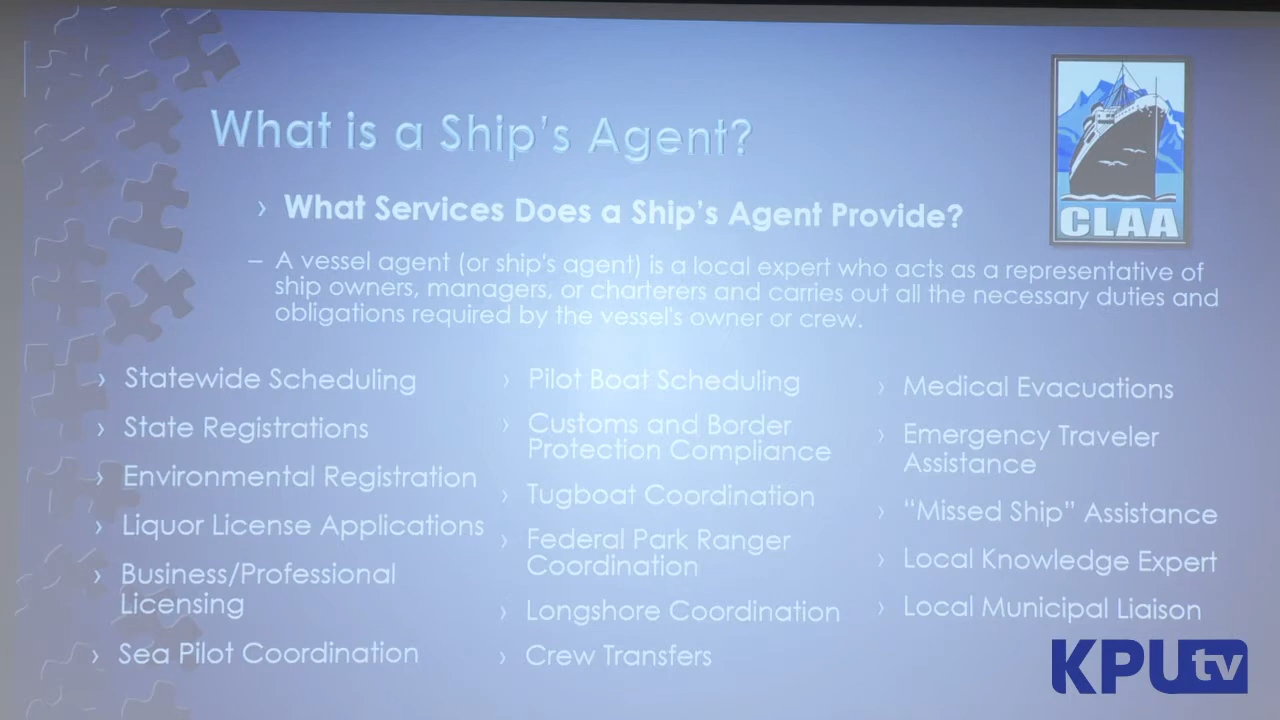 What is a Ship's Agent?
› What Services Does a Ship's Agent Provide?
– A vessel agent (or ship's agent) is a local expert who acts as a representative of
ship owners, managers, or charterers and carries out all the necessary duties and
obligations required by the vessel's owner or crew.
› Statewide Scheduling
› State Registrations
› Environmental Registration
› Liquor License Applications
› Business/Professional
Licensing
› Sea Pilot Coordination
› Pilot Boat Scheduling
› Customs and Border
Protection Compliance
› Tugboat Coordination
› Federal Park Ranger
Coordination
› Longshore Coordination
› Crew Transfers
› Medical Evacuations
› Emergency Traveler
Assistance
› “Missed Ship” Assistance
› Local Knowledge Expert
› Local Municipal Liaison
CLAA
KPUtv